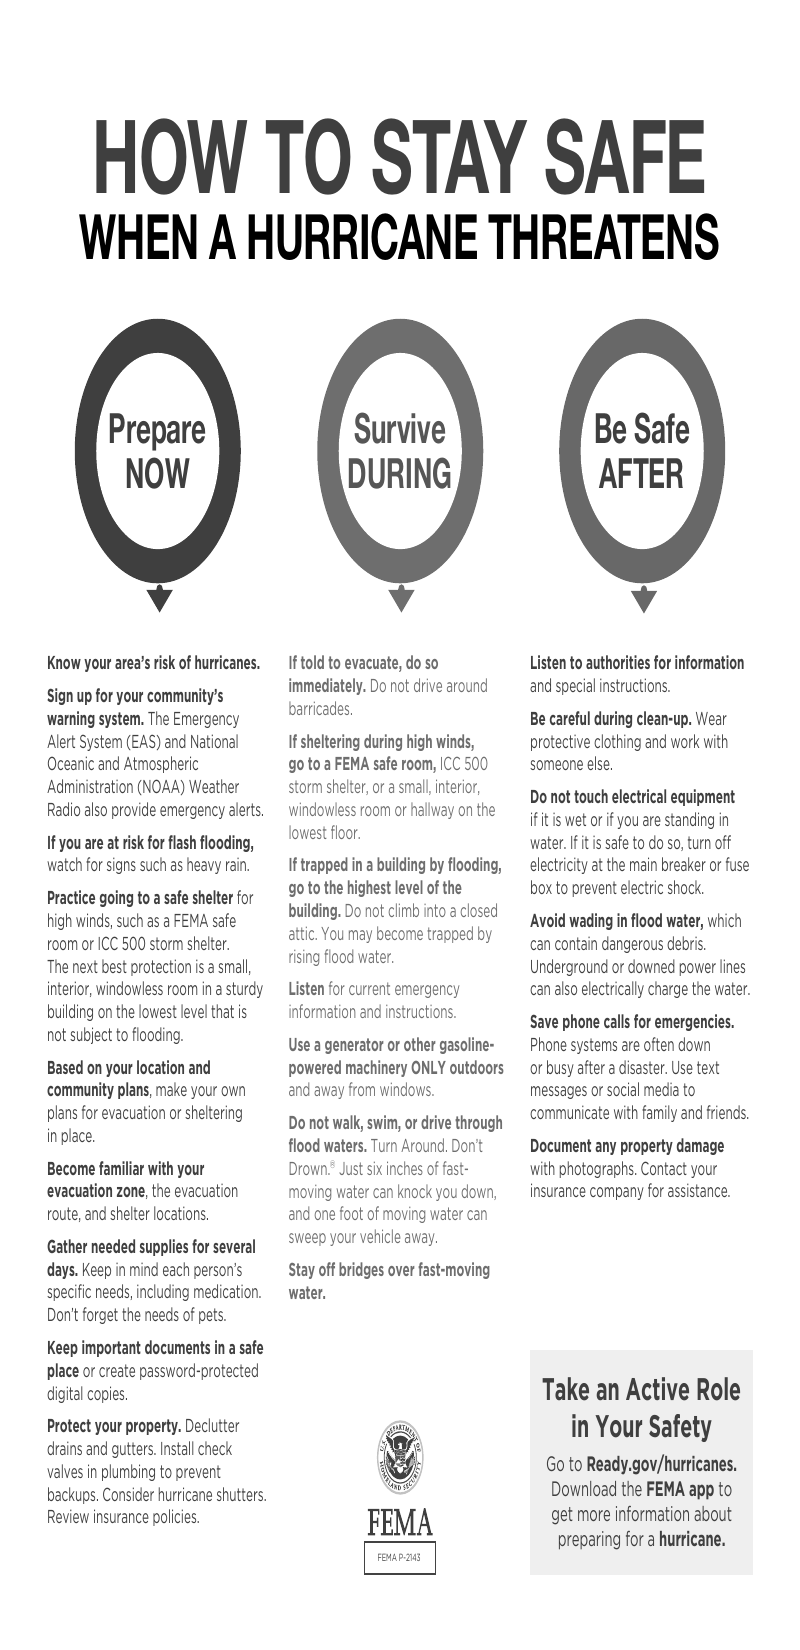 HOW TO STAY SAFE
WHEN A HURRICANE THREATENS
Prepare
NOW
Survive
DURING
Be Safe
AFTER
Know your area’s risk of hurricanes.
Sign up for your community’s
warning system. The Emergency
Alert System (EAS) and National
Oceanic and Atmospheric
Administration (NOAA) Weather
Radio also provide emergency alerts.
If you are at risk for flash flooding,
watch for signs such as heavy rain.
Practice going to a safe shelter for
high winds, such as a FEMA safe
room or ICC 500 storm shelter.
The next best protection is a small,
interior, windowless room in a sturdy
building on the lowest level that is
not subject to flooding.
Based on your location and
community plans, make your own
plans for evacuation or sheltering
in place.
Become familiar with your
evacuation zone, the evacuation
route, and shelter locations.
Gather needed supplies for several
days. Keep in mind each person’s
specific needs, including medication.
Don’t forget the needs of pets.
Keep important documents in a safe
place or create password-protected
digital copies.
Protect your property. Declutter
drains and gutters. Install check
valves in plumbing to prevent
backups. Consider hurricane shutters.
Review insurance policies.
If told to evacuate, do so
immediately. Do not drive around
barricades.
If sheltering during high winds,
go to a FEMA safe room, ICC 500
storm shelter, or a small, interior,
windowless room or hallway on the
lowest floor.
If trapped in a building by flooding,
go to the highest level of the
building. Do not climb into a closed
attic. You may become trapped by
rising flood water.
Listen for current emergency
information and instructions.
Use a generator or other gasoline-
powered machinery ONLY outdoors
and away from windows.
Do not walk, swim, or drive through
flood waters. Turn Around. Don’t
Drown.® Just six inches of fast-
moving water can knock you down,
and one foot of moving water can
sweep your vehicle away.
Stay off bridges over fast-moving
water.
U.S. DEPARTMENT OF
HOMELAND SECURITY
FEMA
FEMA P-2143
Listen to authorities for information
and special instructions.
Be careful during clean-up. Wear
protective clothing and work with
someone else.
Do not touch electrical equipment
if it is wet or if you are standing in
water. If it is safe to do so, turn off
electricity at the main breaker or fuse
box to prevent electric shock.
Avoid wading in flood water, which
can contain dangerous debris.
Underground or downed power lines
can also electrically charge the water.
Save phone calls for emergencies.
Phone systems are often down
or busy after a disaster. Use text
messages or social media to
communicate with family and friends.
Document any property damage
with photographs. Contact your
insurance company for assistance.
Take an Active Role
in Your Safety
Go to Ready.gov/hurricanes.
Download the FEMA app to
get more information about
preparing for a hurricane.